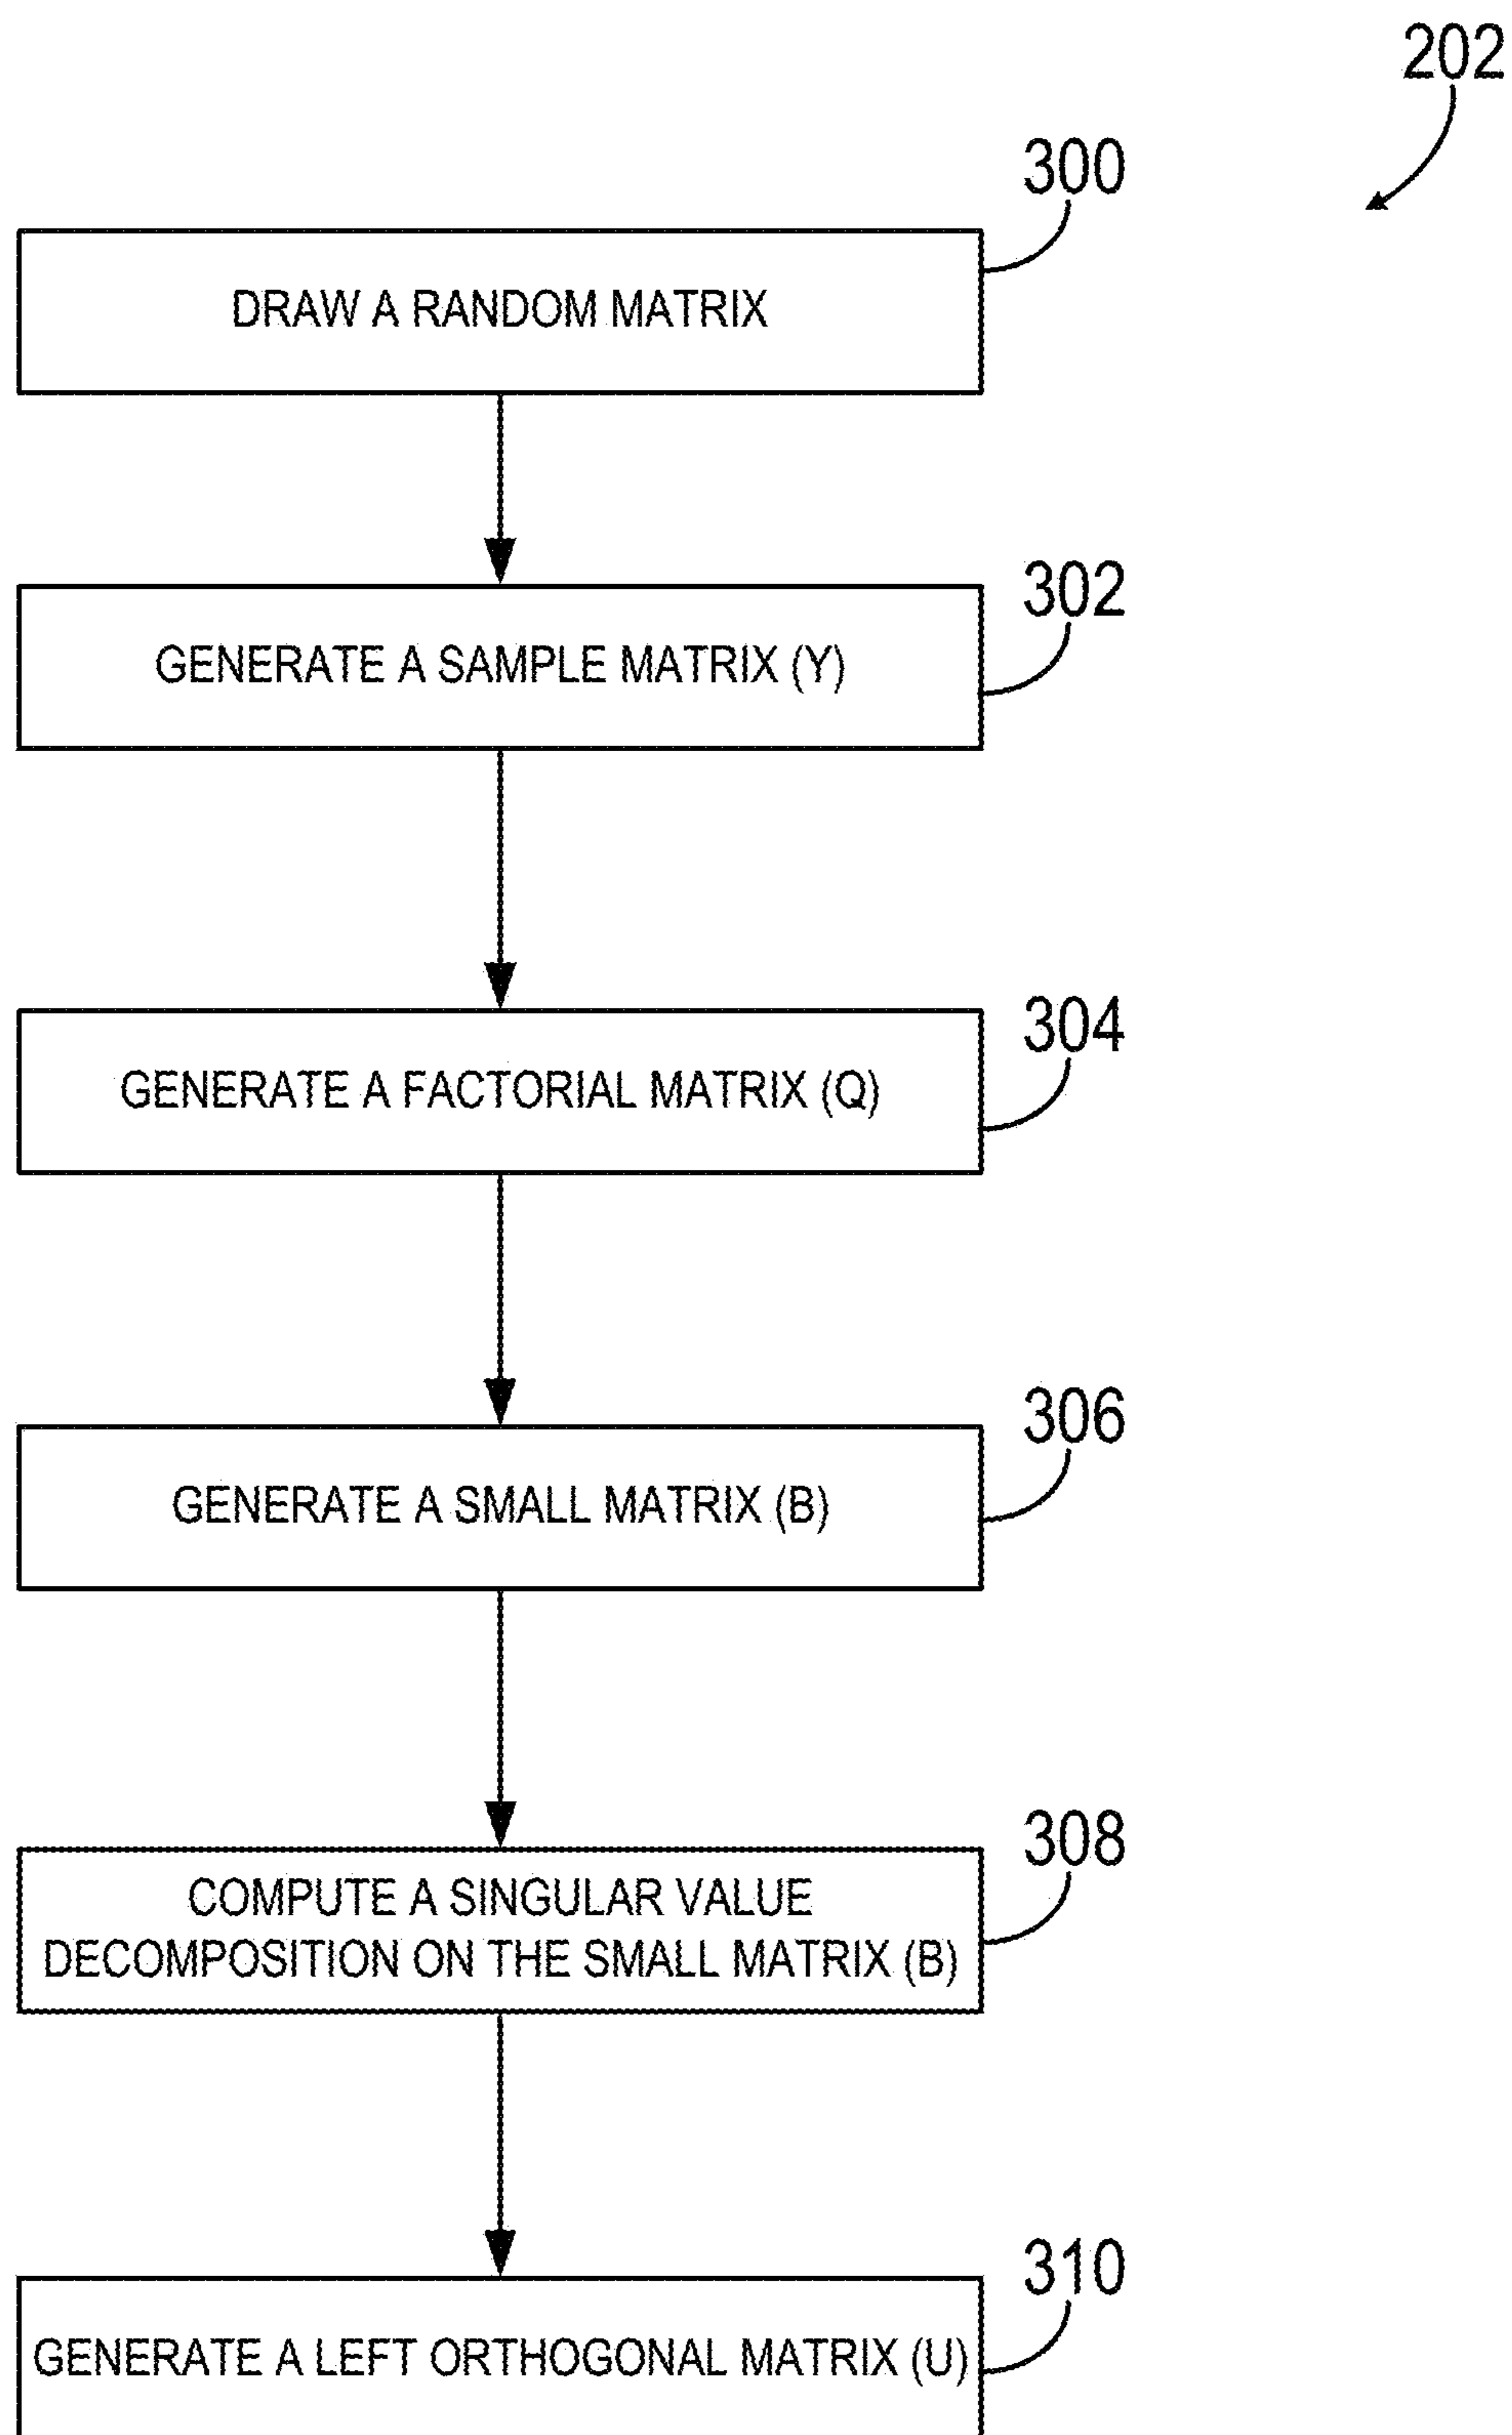 202
300
DRAW A RANDOM MATRIX
302
GENERATE A SAMPLE MATRIX (Y)
304
GENERATE A FACTORIAL MATRIX (Q)
306
GENERATE A SMALL MATRIX (B)
308
COMPUTE A SINGULAR VALUE
DECOMPOSITION ON THE SMALL MATRIX (B)
310
GENERATE A LEFT ORTHOGONAL MATRIX (U)